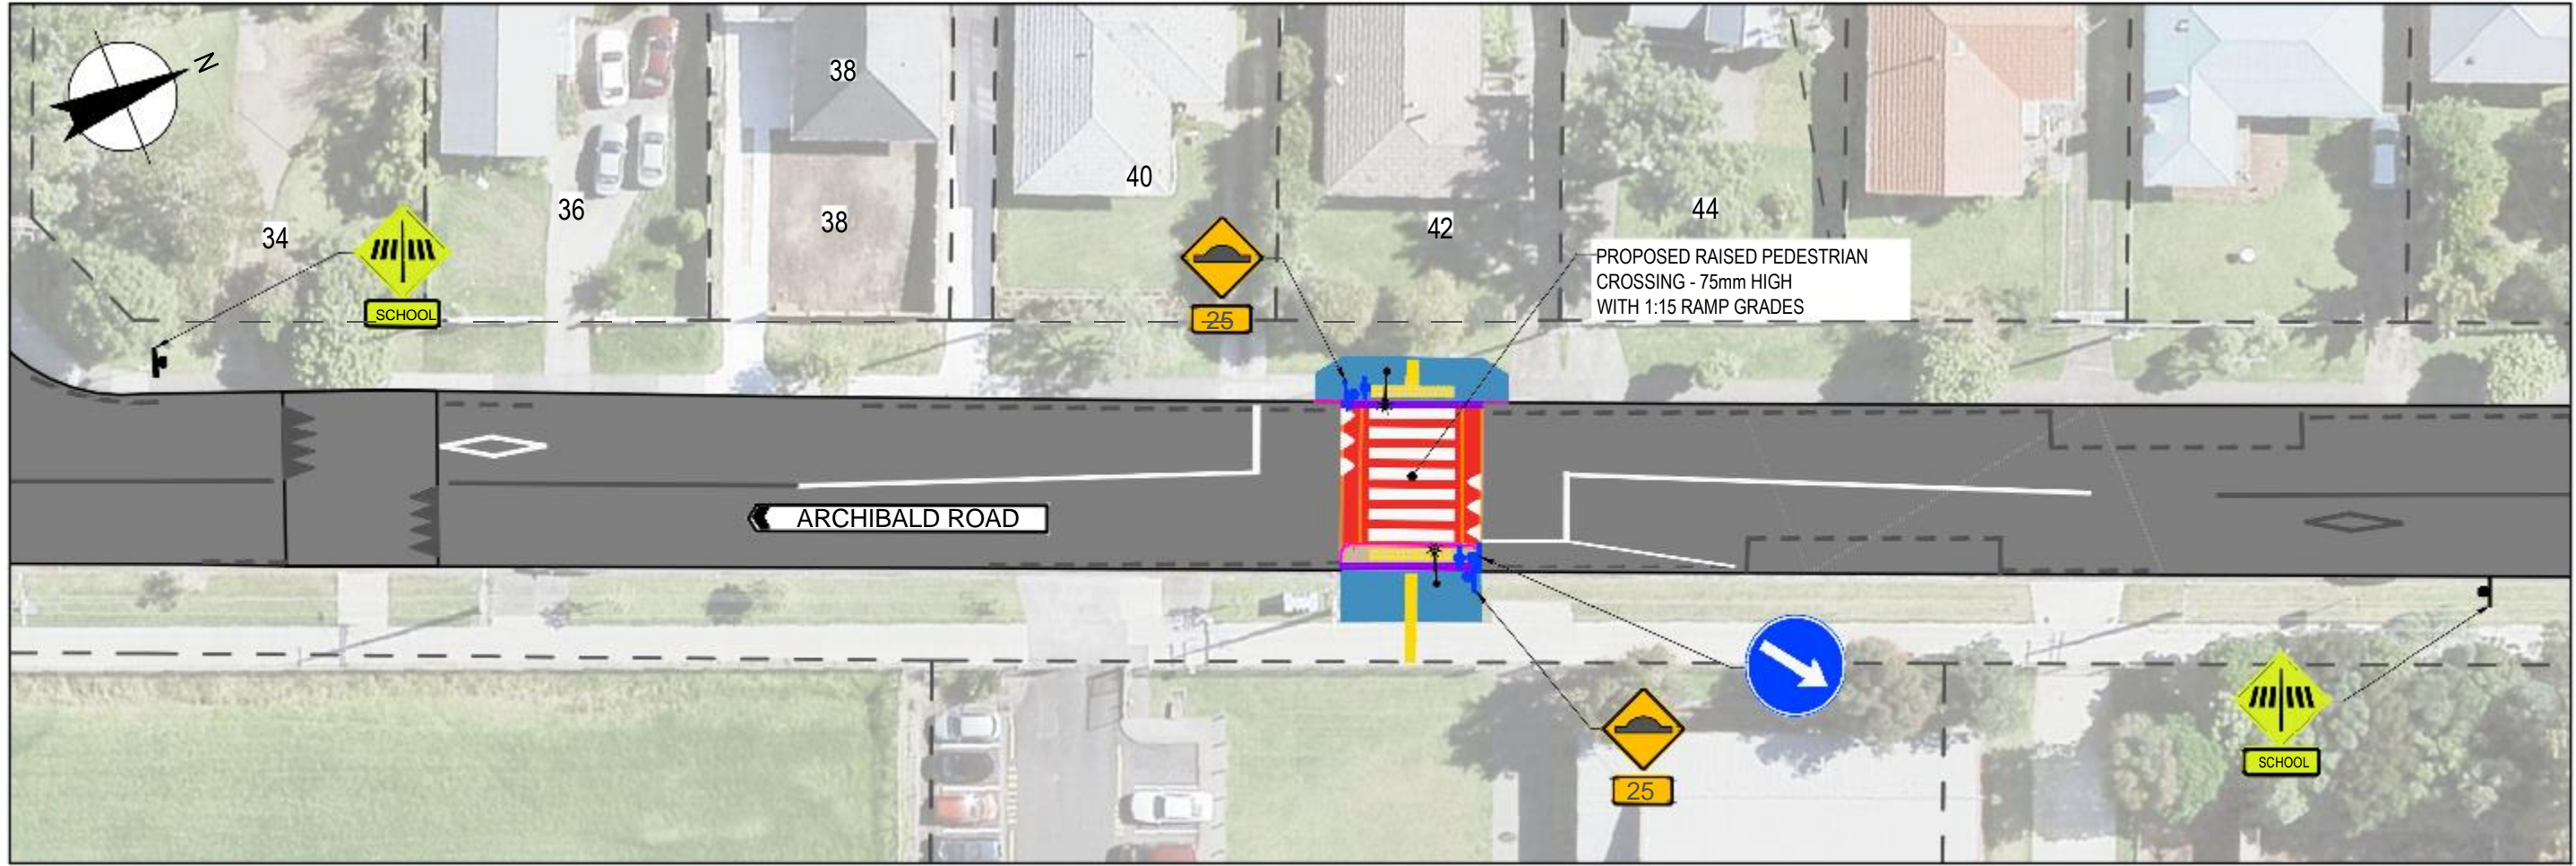 N
38
40
36
38
34
42
44
SCHOOL
25
PROPOSED RAISED PEDESTRIAN
CROSSING - 75mm HIGH
WITH 1:15 RAMP GRADES
ARCHIBALD ROAD
25
SCHOOL